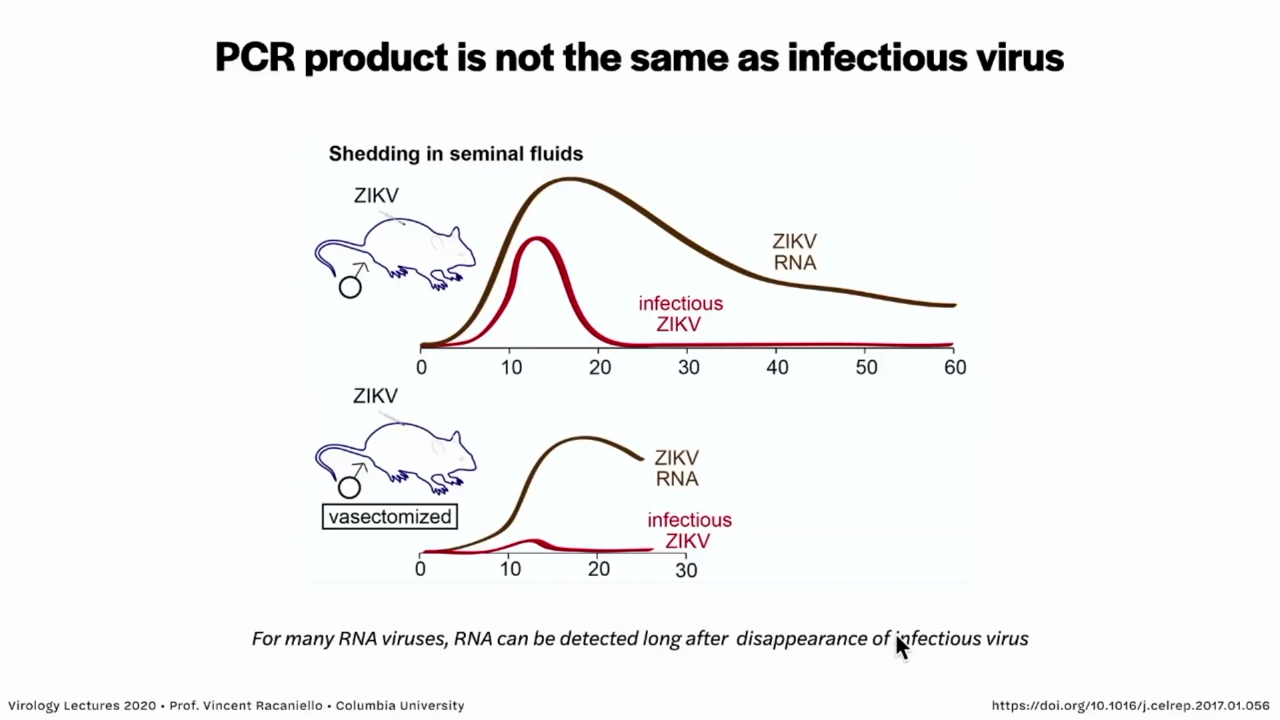 PCR product is not the same as infectious virus
Shedding in seminal fluids
ZIKV
ZIKV
RNA
infectious
ZIKV
0 10 20 30 40 50 60
ZIKV
vasectomized
ZIKV
RNA
infectious
ZIKV
0 10 20 30
For many RNA viruses, RNA can be detected long after disappearance of infectious virus
Virology Lectures 2020 • Prof. Vincent Racaniello • Columbia University
https://doi.org/10.1016/j.celrep.2017.01.056